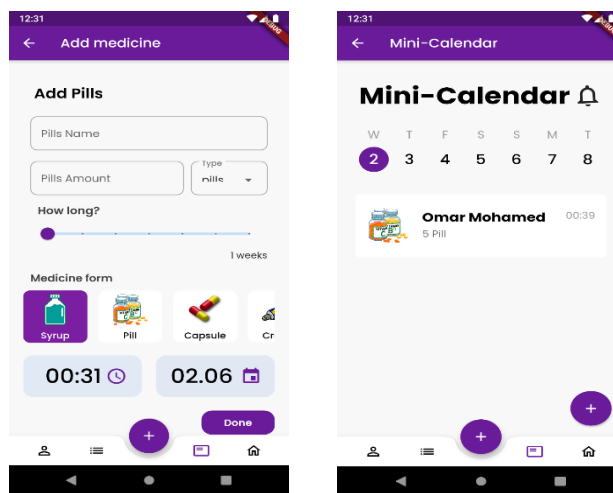 12:31
DEBUG
Add medicine
Add Pills
Pills Name
Pills Amount
Type
pills
How long?
1 weeks
Medicine form
Syrup
Pill
Capsule
Cr
00:31
02.06
Done
12:31
DEBUG
Mini-Calendar
Mini-Calendar
W T F S S M T
2 3 4 5 6 7 8
Omar Mohamed 00:39
5 Pill